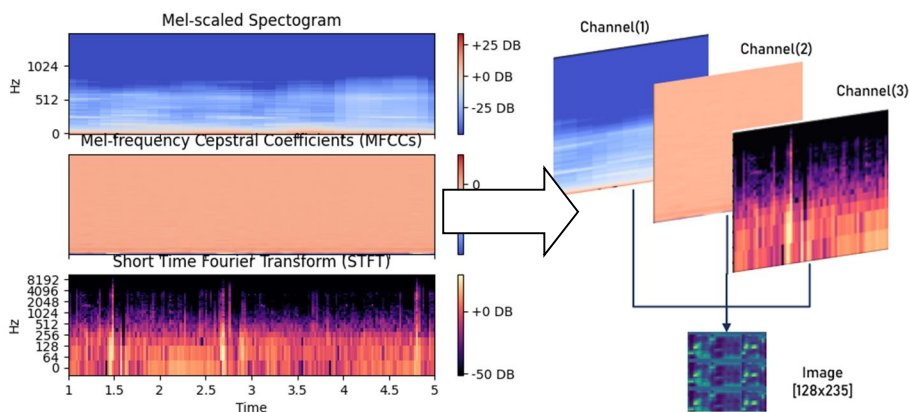 Mel-scaled Spectogram
Hz
1024
512
0
+25 DB
+0 DB
-25 DB
Mel-frequency Cepstral Coefficients (MFCCs)
0
Short Time Fourier Transform (STFT)
Hz
8192
4096
2048
1024
512
256
128
64
0
+0 DB
-50 DB
1
1.5
2
2.5
3
3.5
4
4.5
5
Time
Channel(1)
Channel(2)
Channel(3)
Image
[128x235]